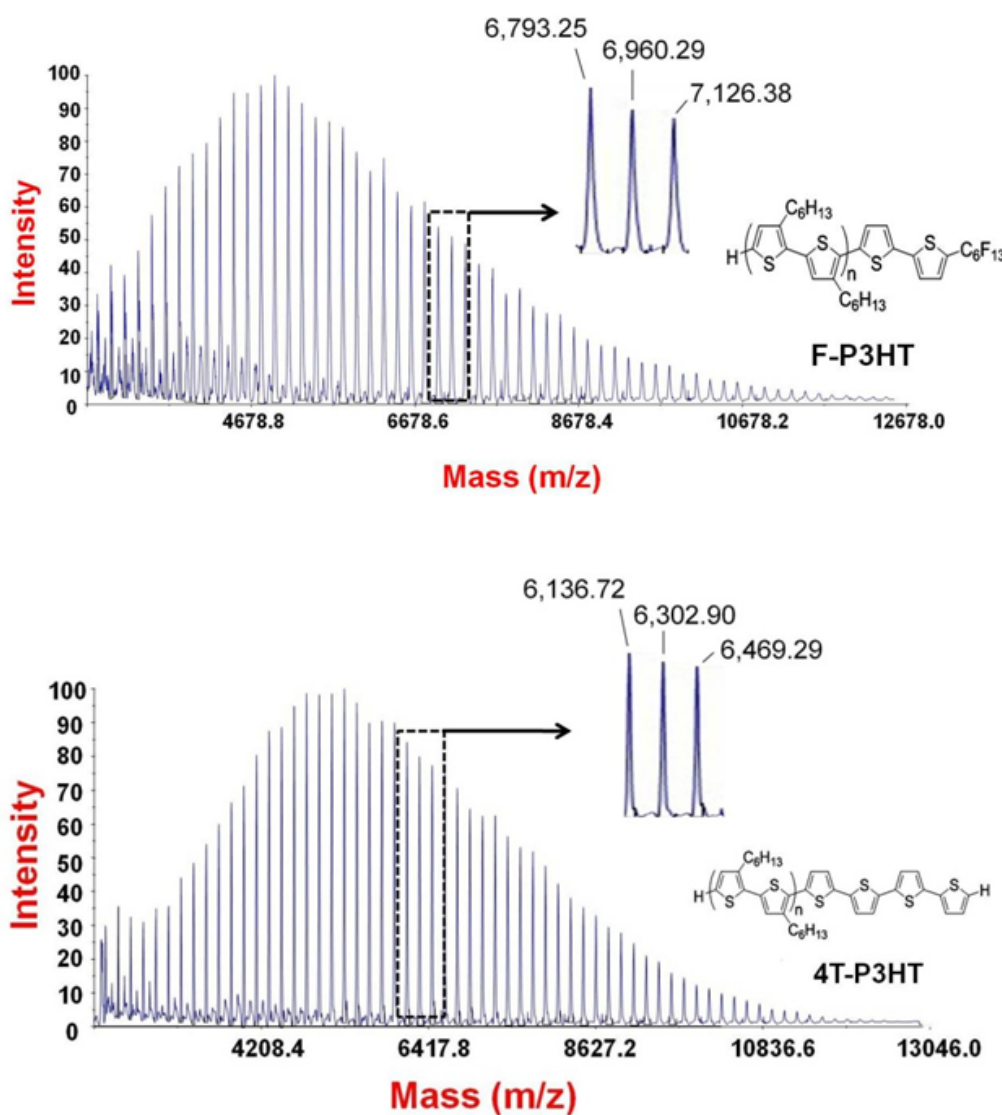 6,793.25
6,960.29
7,126.38
100
90
80
70
60
50
40
30
20
10
0
Intensity
C6H13
H
S
S
n
S
S
C6F13
C6H13
F-P3HT
4678.8 6678.6 8678.4 10678.2 12678.0
Mass (m/z)
6,136.72
6,302.90
6,469.29
100
90
80
70
60
50
40
30
20
10
0
Intensity
C6H13
H
S
S
n
S
S
S
S
H
C6H13
4T-P3HT
4208.4 6417.8 8627.2 10836.6 13046.0
Mass (m/z)